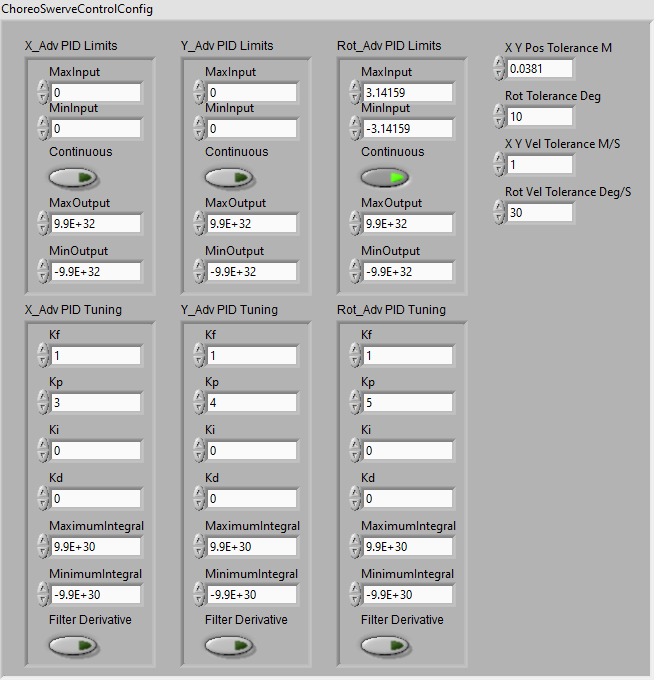 ChoreoSwerveControlConfig
X_Adv PID Limits
MaxInput
0
MinInput
0
Continuous
MaxOutput
9.9E+32
MinOutput
-9.9E+32
Y_Adv PID Limits
MaxInput
0
MinInput
0
Continuous
MaxOutput
9.9E+32
MinOutput
-9.9E+32
Rot_Adv PID Limits
MaxInput
3.14159
MinInput
-3.14159
Continuous
MaxOutput
9.9E+32
MinOutput
-9.9E+32
X Y Pos Tolerance M
0.0381
Rot Tolerance Deg
10
X Y Vel Tolerance M/S
1
Rot Vel Tolerance Deg/S
30
X_Adv PID Tuning
Kf
1
Kp
3
Ki
0
Kd
0
MaximumIntegral
9.9E+30
MinimumIntegral
-9.9E+30
Filter Derivative
Y_Adv PID Tuning
Kf
1
Kp
4
Ki
0
Kd
0
MaximumIntegral
9.9E+30
MinimumIntegral
-9.9E+30
Filter Derivative
Rot_Adv PID Tuning
Kf
1
Kp
5
Ki
0
Kd
0
MaximumIntegral
9.9E+30
MinimumIntegral
-9.9E+30
Filter Derivative